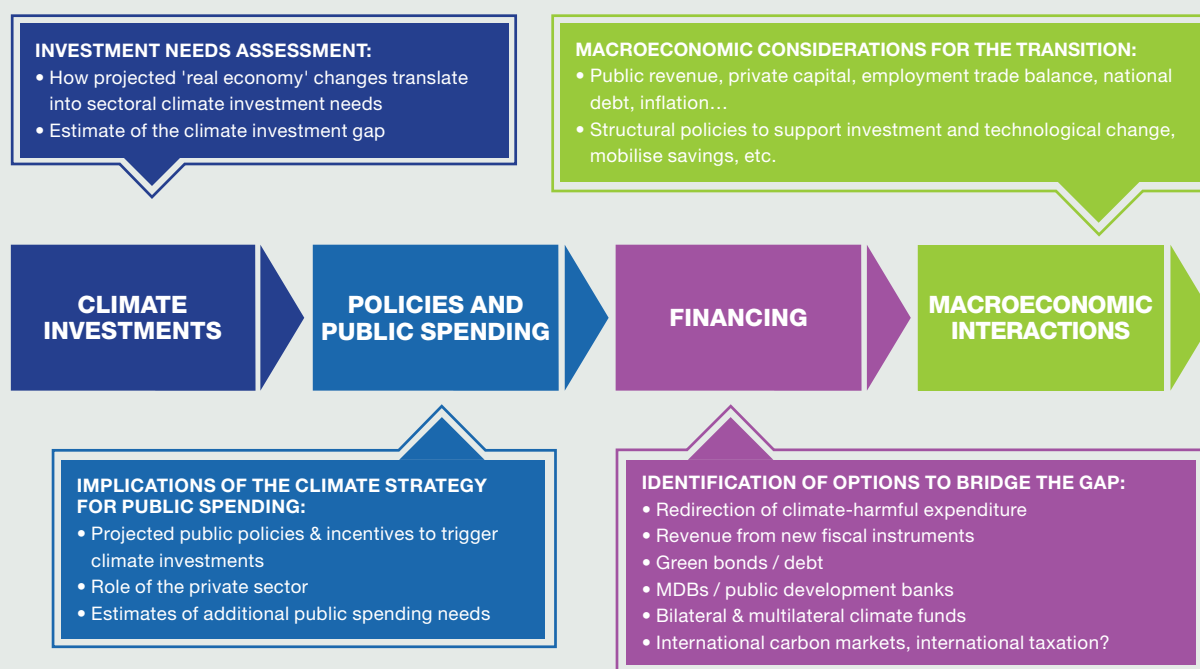 INVESTMENT NEEDS ASSESSMENT:
• How projected 'real economy' changes translate
into sectoral climate investment needs
• Estimate of the climate investment gap
MACROECONOMIC CONSIDERATIONS FOR THE TRANSITION:
• Public revenue, private capital, employment trade balance, national
debt, inflation…
• Structural policies to support investment and technological change,
mobilise savings, etc.
CLIMATE
INVESTMENTS
POLICIES AND
PUBLIC SPENDING
FINANCING
MACROECONOMIC
INTERACTIONS
IMPLICATIONS OF THE CLIMATE STRATEGY
FOR PUBLIC SPENDING:
• Projected public policies & incentives to trigger
climate investments
• Role of the private sector
• Estimates of additional public spending needs
IDENTIFICATION OF OPTIONS TO BRIDGE THE GAP:
• Redirection of climate-harmful expenditure
• Revenue from new fiscal instruments
• Green bonds / debt
• MDBs / public development banks
• Bilateral & multilateral climate funds
• International carbon markets, international taxation?